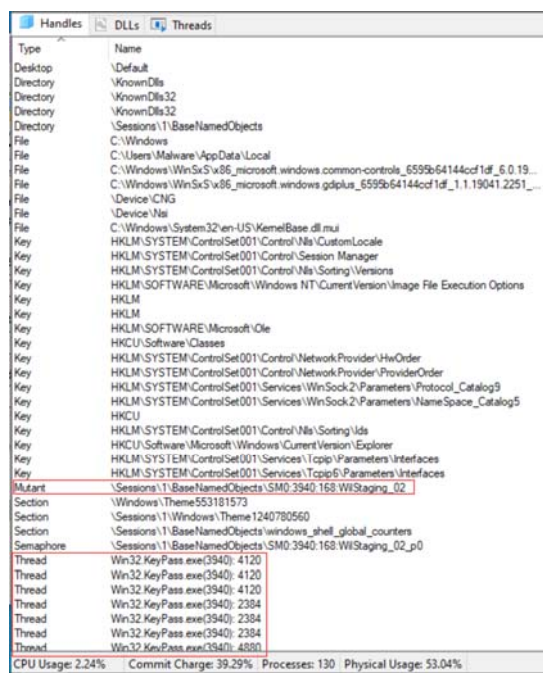 Handles DLLs Threads
Type Name
Desktop \Default
Directory \KnownDlls
Directory \KnownDlls32
Directory \KnownDlls32
Directory \Sessions\1\BaseNamedObjects
File C:\Windows
File C:\Users\Malware\AppData\Local
File C:\Windows\WinSxS\x86_microsoft.windows.common-controls_6595b64144ccf1df_6.0.19...
File C:\Windows\WinSxS\x86_microsoft.windows.gdiplus_6595b64144ccf1df_1.1.19041.2251_...
File \Device\CNG
File \Device\Nsi
File C:\Windows\System32\en-US\KernelBase.dll.mui
Key HKLM\SYSTEM\ControlSet001\Control\Nls\CustomLocale
Key HKLM\SYSTEM\ControlSet001\Control\Session Manager
Key HKLM\SYSTEM\ControlSet001\Control\Nls\Sorting\Versions
Key HKLM\SOFTWARE\Microsoft\Windows NT\CurrentVersion\Image File Execution Options
Key HKLM
Key HKLM
Key HKLM\SOFTWARE\Microsoft\Ole
Key HKCU\Software\Classes
Key HKLM\SYSTEM\ControlSet001\Control\NetworkProvider\HwOrder
Key HKLM\SYSTEM\ControlSet001\Control\NetworkProvider\ProviderOrder
Key HKLM\SYSTEM\ControlSet001\Services\WinSock2\Parameters\Protocol_Catalog9
Key HKLM\SYSTEM\ControlSet001\Services\WinSock2\Parameters\NameSpace_Catalog5
Key HKCU
Key HKLM\SYSTEM\ControlSet001\Control\Nls\Sorting\Ids
Key HKCU\Software\Microsoft\Windows\CurrentVersion\Explorer
Key HKLM\SYSTEM\ControlSet001\Services\Tcpip\Parameters\Interfaces
Key HKLM\SYSTEM\ControlSet001\Services\Tcpip6\Parameters\Interfaces
Mutant \Sessions\1\BaseNamedObjects\SM0:3940:168:WilStaging_02
Section \Windows\Theme553181573
Section \Sessions\1\Windows\Theme1240780560
Section \Sessions\1\BaseNamedObjects\windows_shell_global_counters
Semaphore \Sessions\1\BaseNamedObjects\SM0:3940:168:WilStaging_02_p0
Thread Win32.KeyPass.exe(3940): 4120
Thread Win32.KeyPass.exe(3940): 4120
Thread Win32.KeyPass.exe(3940): 4120
Thread Win32.KeyPass.exe(3940): 2384
Thread Win32.KeyPass.exe(3940): 2384
Thread Win32.KeyPass.exe(3940): 2384
Thread Win32.KeyPass.exe(3940): 4880
CPU Usage: 2.24% Commit Charge: 39.29% Processes: 130 Physical Usage: 53.04%